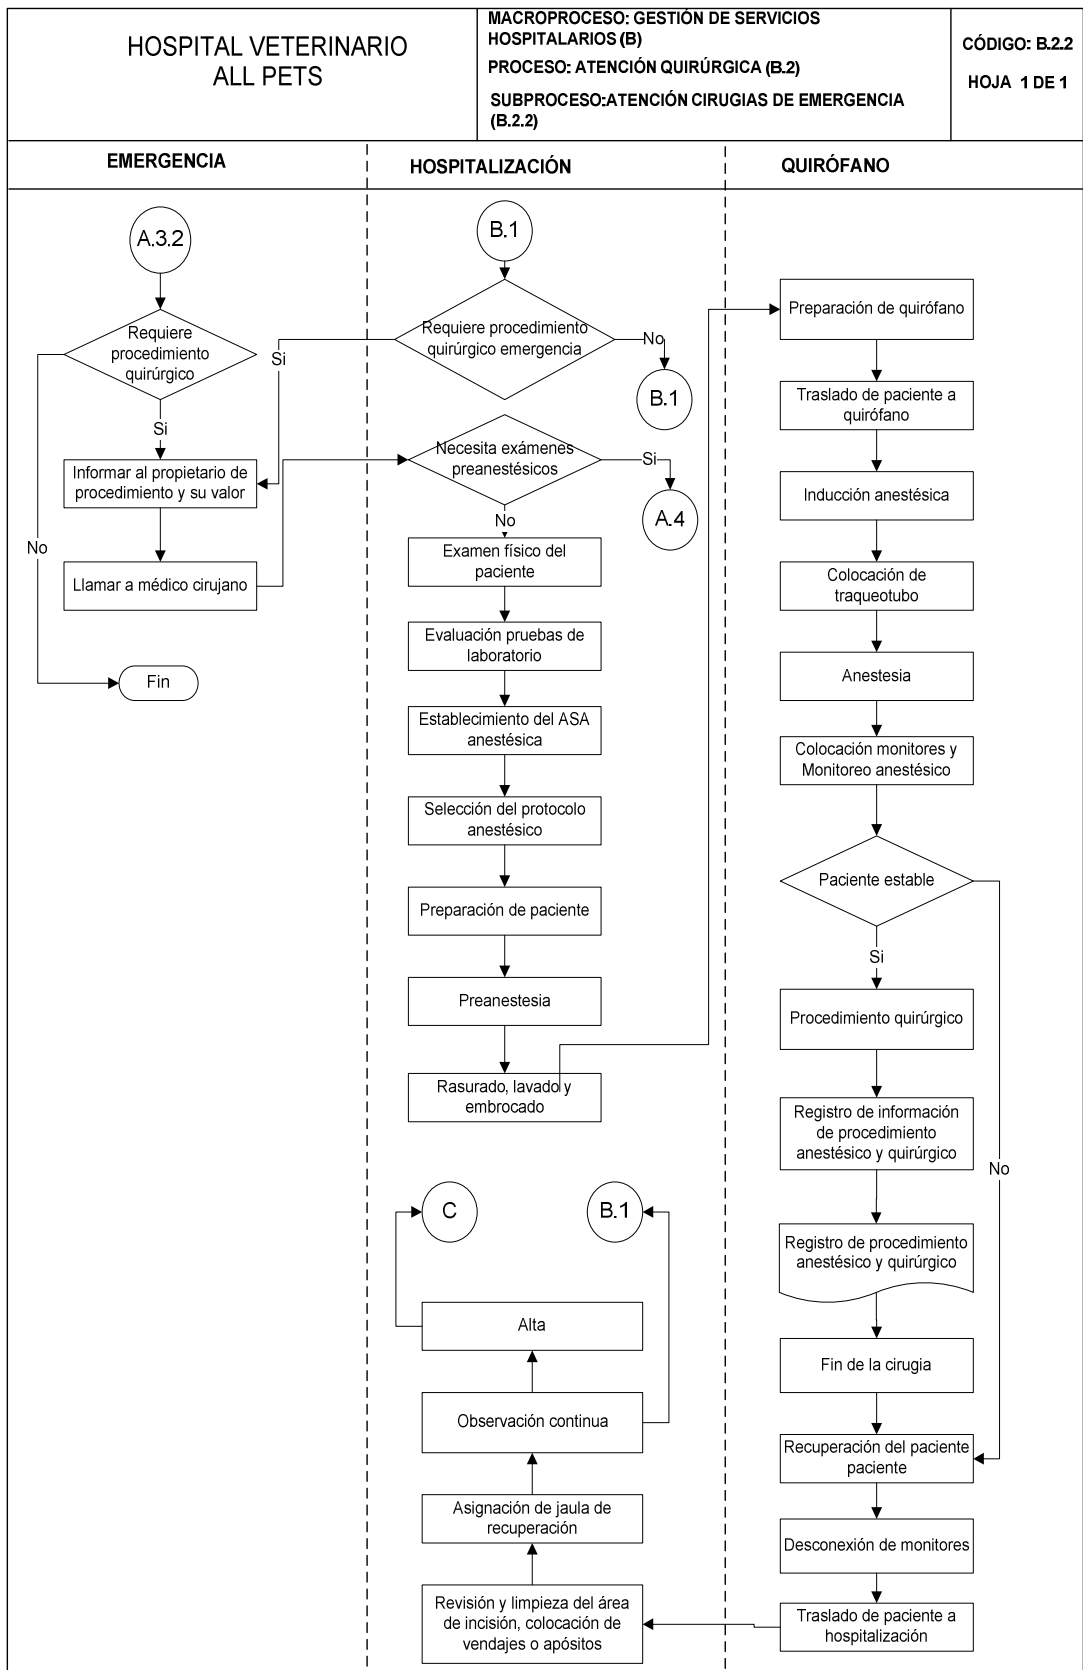 HOSPITAL VETERINARIO
ALL PETS
MACROPROCESO: GESTIÓN DE SERVICIOS
HOSPITALARIOS (B)
PROCESO: ATENCIÓN QUIRÚRGICA (B.2)
SUBPROCESO:ATENCIÓN CIRUGIAS DE EMERGENCIA
(B.2.2)
CÓDIGO: B.2.2
HOJA 1 DE 1
EMERGENCIA
A.3.2
Requiere
procedimiento
quirúrgico
Si
Informar al propietario de
procedimiento y su valor
No
Llamar a médico cirujano
Fin
HOSPITALIZACIÓN
B.1
Requiere procedimiento
quirúrgico emergencia
Si
No
B.1
Necesita exámenes
preanestésicos
Si
A.4
No
Examen físico del
paciente
Evaluación pruebas de
laboratorio
Establecimiento del ASA
anestésica
Selección del protocolo
anestésico
Preparación de paciente
Preanestesia
Rasurado, lavado y
embrocado
C
B.1
Alta
Observación continua
Asignación de jaula de
recuperación
Revisión y limpieza del área
de incisión, colocación de
vendajes o apósitos
QUIRÓFANO
Preparación de quirófano
Traslado de paciente a
quirófano
Inducción anestésica
Colocación de
traqueotubo
Anestesia
Colocación monitores y
Monitoreo anestésico
Paciente estable
Si
Procedimiento quirúrgico
Registro de información
de procedimiento
anestésico y quirúrgico
No
Registro de procedimiento
anestésico y quirúrgico
Fin de la cirugia
Recuperación del paciente
paciente
Desconexión de monitores
Traslado de paciente a
hospitalización